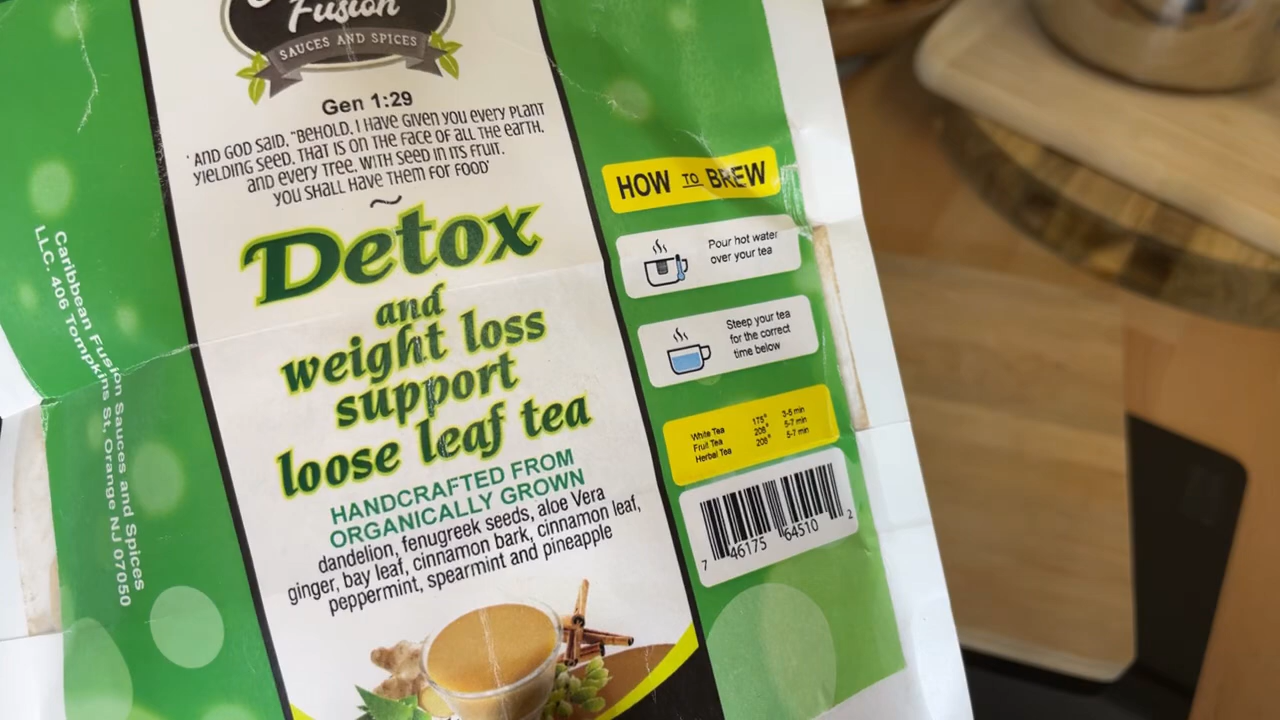 Fusion
SAUCES AND SPICES
Gen 1:29
'AND GOD SAID, "BEHOLD, I HAVE GIVEN YOU EVERY PLANT
YIELDING SEED, THAT IS ON THE FACE OF ALL THE EARTH,
AND EVERY TREE, WITH SEED IN ITS FRUIT.
YOU SHALL HAVE THEM FOR FOOD'
~
Detox
and
weight loss
support
loose leaf tea
HANDCRAFTED FROM
ORGANICALLY GROWN
dandelion, fenugreek seeds, aloe Vera
ginger, bay leaf, cinnamon bark, cinnamon leaf,
peppermint, spearmint and pineapple
Caribbean Fusion Sauces and Spices
LLC. 406 Tompkins St, Orange NJ 07050
HOW TO BREW
Pour hot water
over your tea
Steep your tea
for the correct
time below
White Tea 175° 3-5 min
Fruit Tea 208° 5-7 min
Herbal Tea 208° 5-7 min
7 46175 64510 2